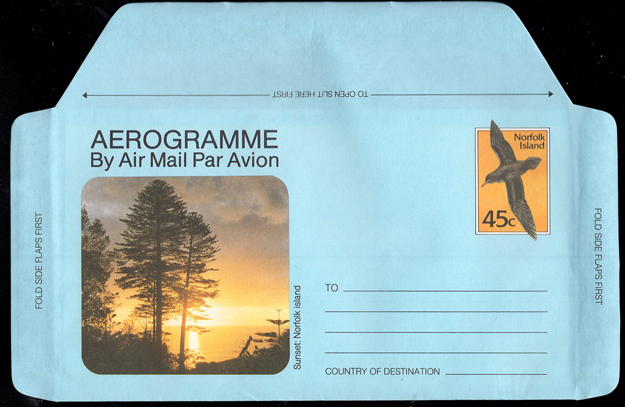 TO OPEN SLIT HERE FIRST
AEROGRAMME
By Air Mail Par Avion
Norfolk
Island
45c
FOLD SIDE FLAPS FIRST
Sunset: Norfolk island
TO
COUNTRY OF DESTINATION
FOLD SIDE FLAPS FIRST